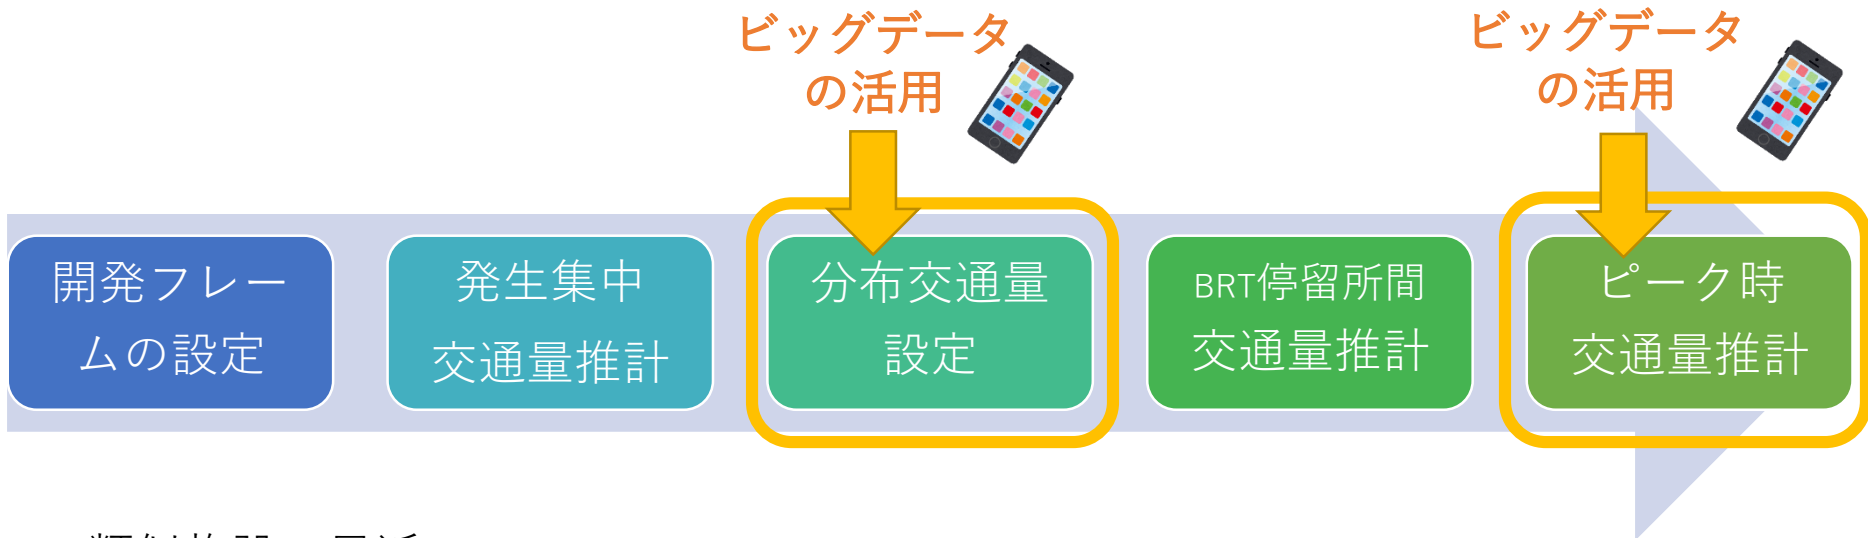 ビッグデータ
の活用
ビッグデータ
の活用
開発フレー
ムの設定
発生集中
交通量推計
分布交通量
設定
BRT停留所間
交通量推計
ピーク時
交通量推計